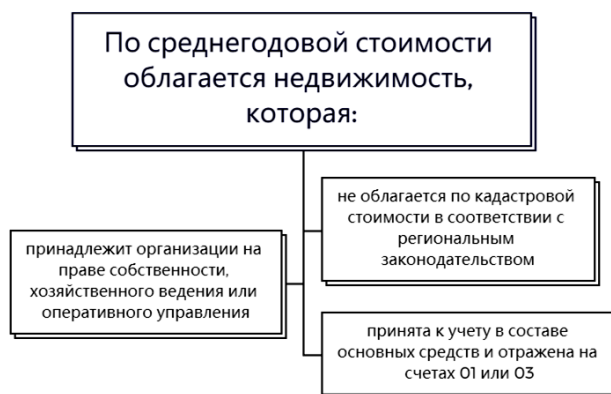 По среднегодовой стоимости
облагается недвижимость,
которая:
не облагается по кадастровой
стоимости в соответствии с
региональным
законодательством
принадлежит организации на
праве собственности,
хозяйственного ведения или
оперативного управления
принята к учету в составе
основных средств и отражена на
счетах 01 или 03